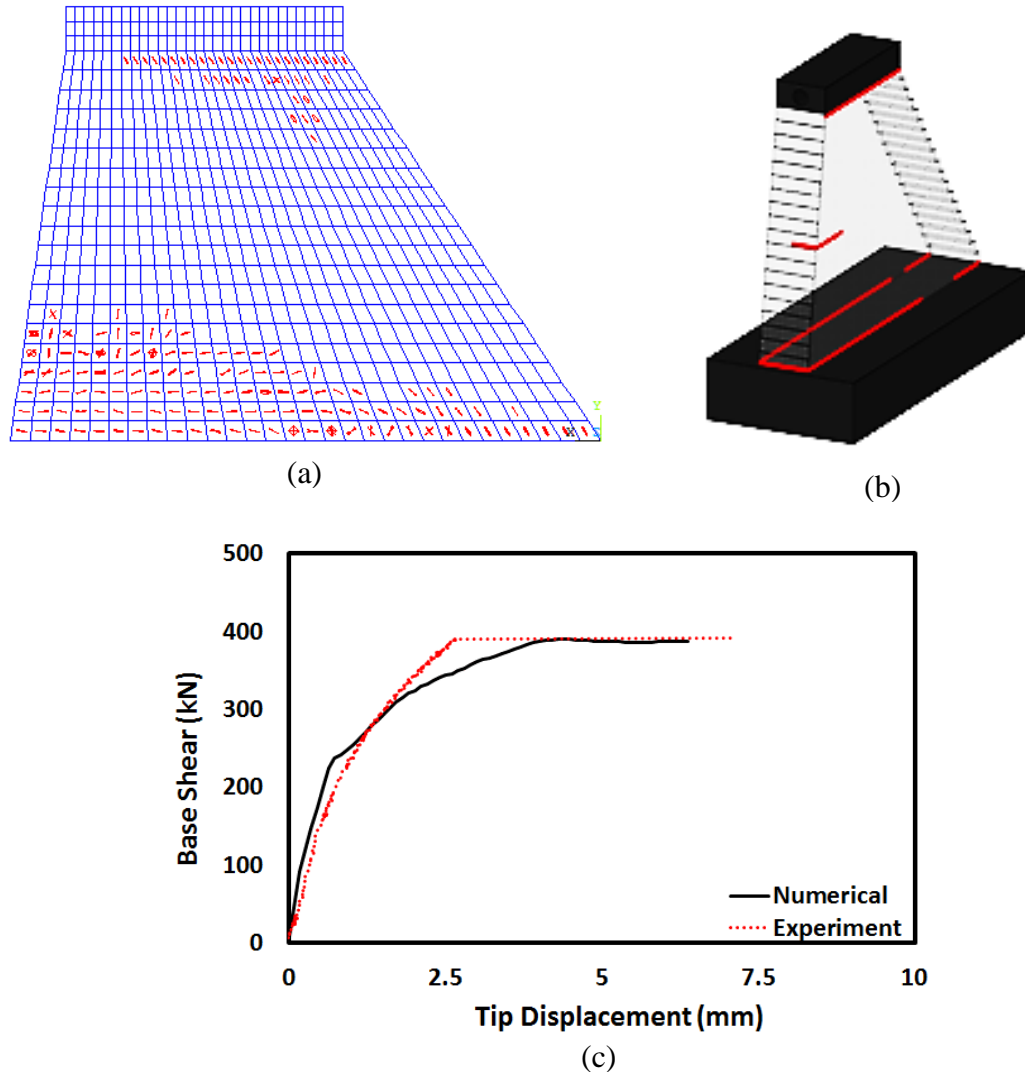 Y
X
(a)
(b)
500
400
300
200
100
0
Base Shear (kN)
Numerical
Experiment
0 2.5 5 7.5 10
Tip Displacement (mm)
(c)